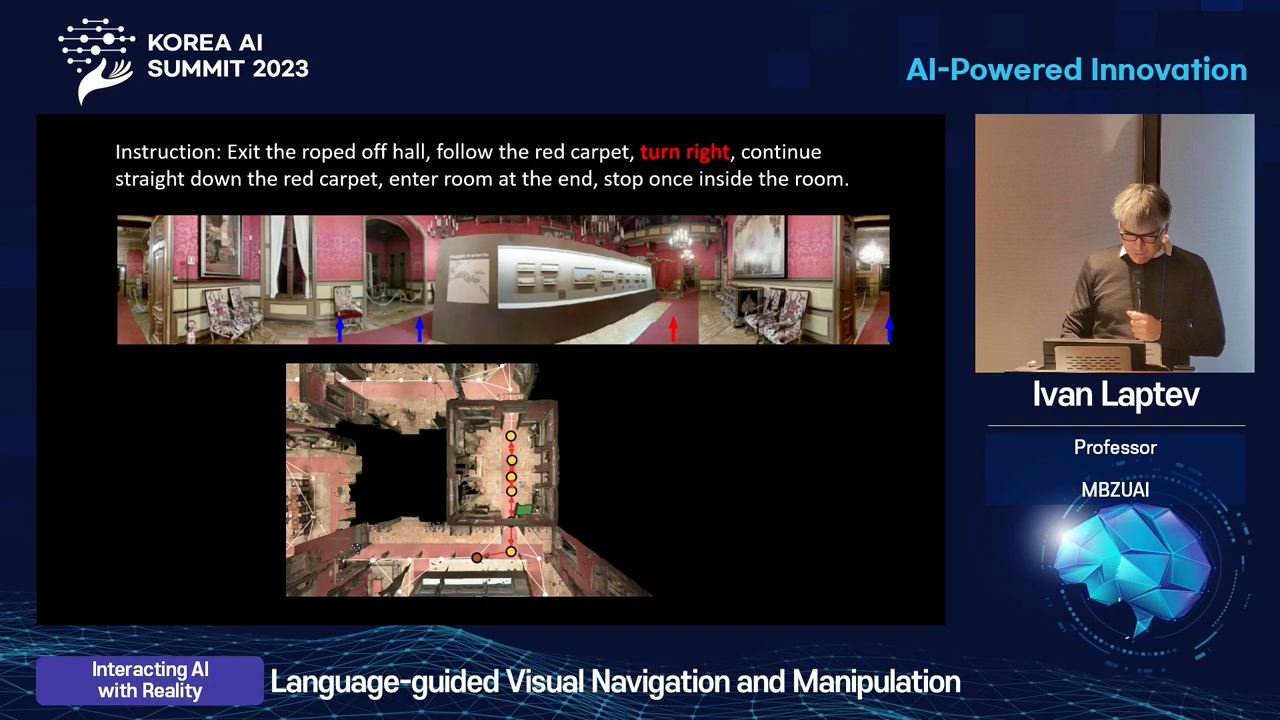 KOREA AI
SUMMIT 2023
AI-Powered Innovation
Instruction: Exit the roped off hall, follow the red carpet, turn right, continue
straight down the red carpet, enter room at the end, stop once inside the room.
Ivan Laptev
Professor
MBZUAI
Interacting AI
with Reality
Language-guided Visual Navigation and Manipulation